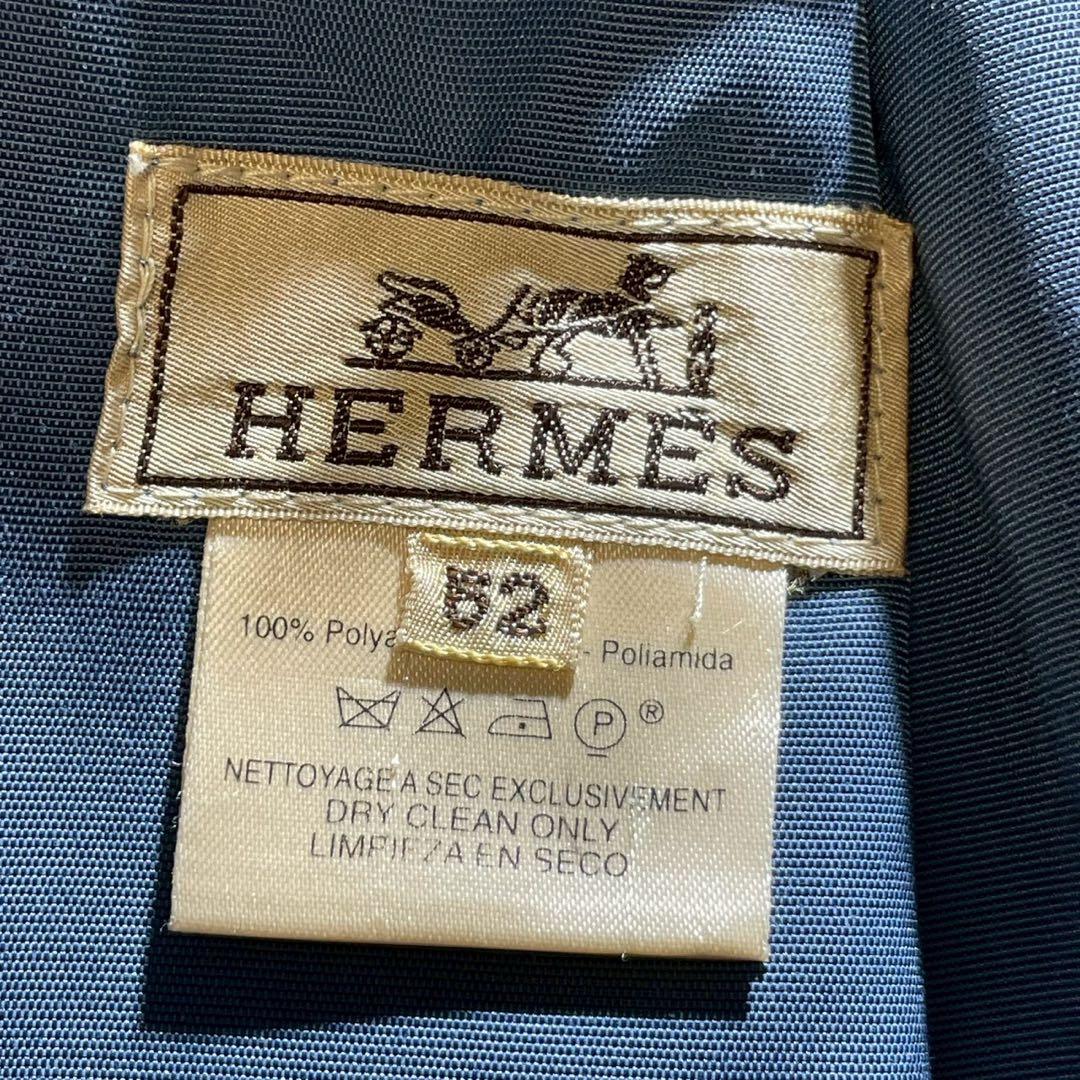 HERMES
52
100% Polya - Poliamida
P ®
NETTOYAGE A SEC EXCLUSIVEMENT
DRY CLEAN ONLY
LIMPIEZA EN SECO